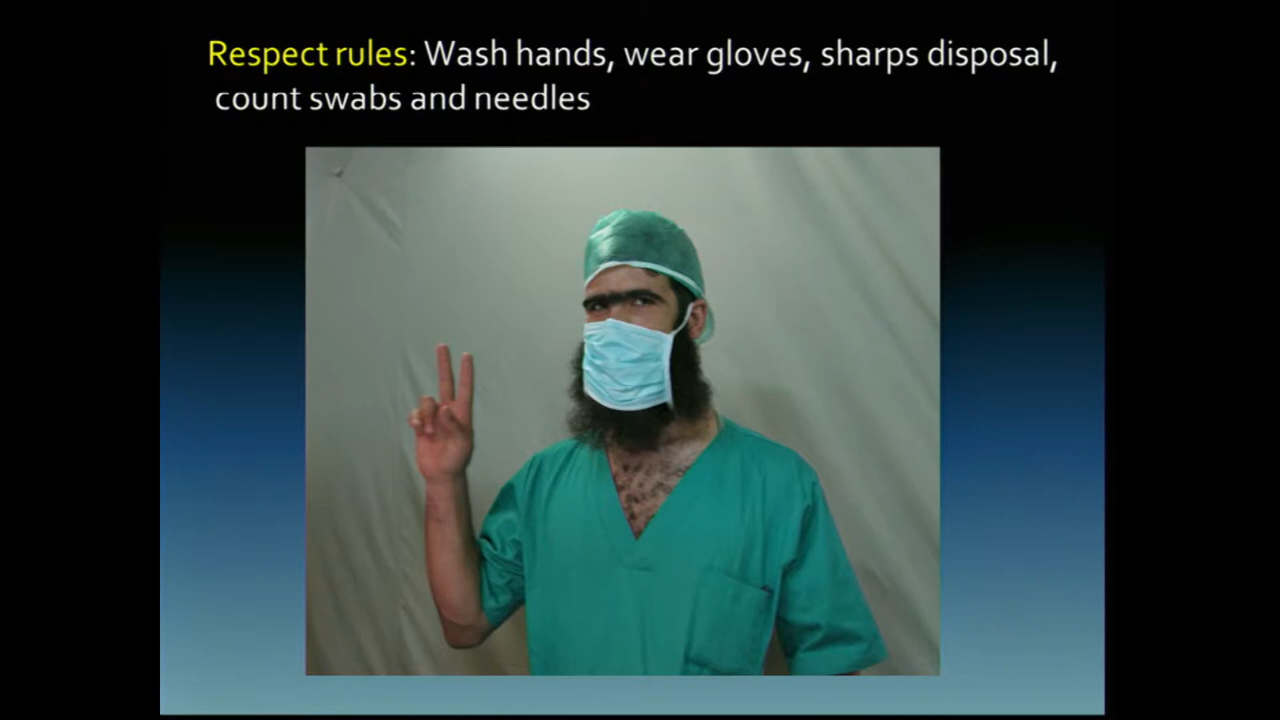 Respect rules: Wash hands, wear gloves, sharps disposal,
count swabs and needles